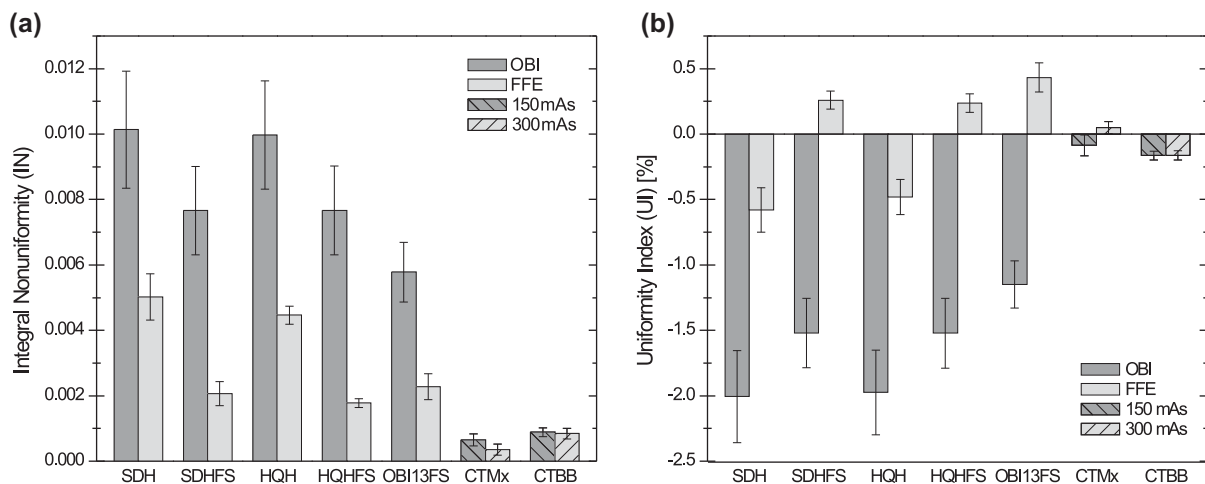 (a)
Integral Nonuniformity (IN)
0.012
0.010
0.008
0.006
0.004
0.002
0.000
OBI
FFE
150mAs
300mAs
SDH SDHFS HQH HQHFS OBI13FS CTMx CTBB
(b)
Uniformity Index (UI) [%]
0.5
0.0
-0.5
-1.0
-1.5
-2.0
-2.5
OBI
FFE
150 mAs
300 mAs
SDH SDHFS HQH HQHFS OBI13FS CTMx CTBB